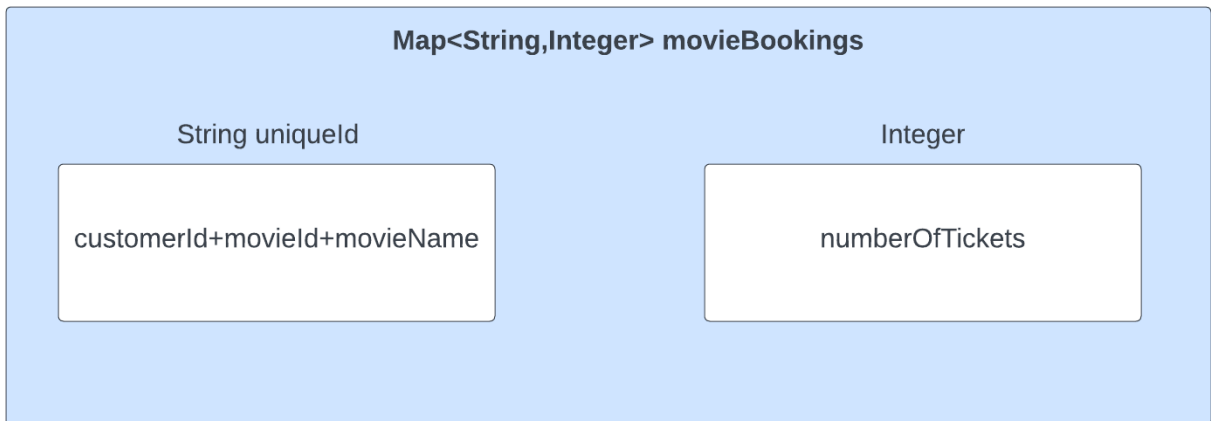 Map<String,Integer> movieBookings
String uniqueId
Integer
customerId+movieId+movieName
numberOfTickets